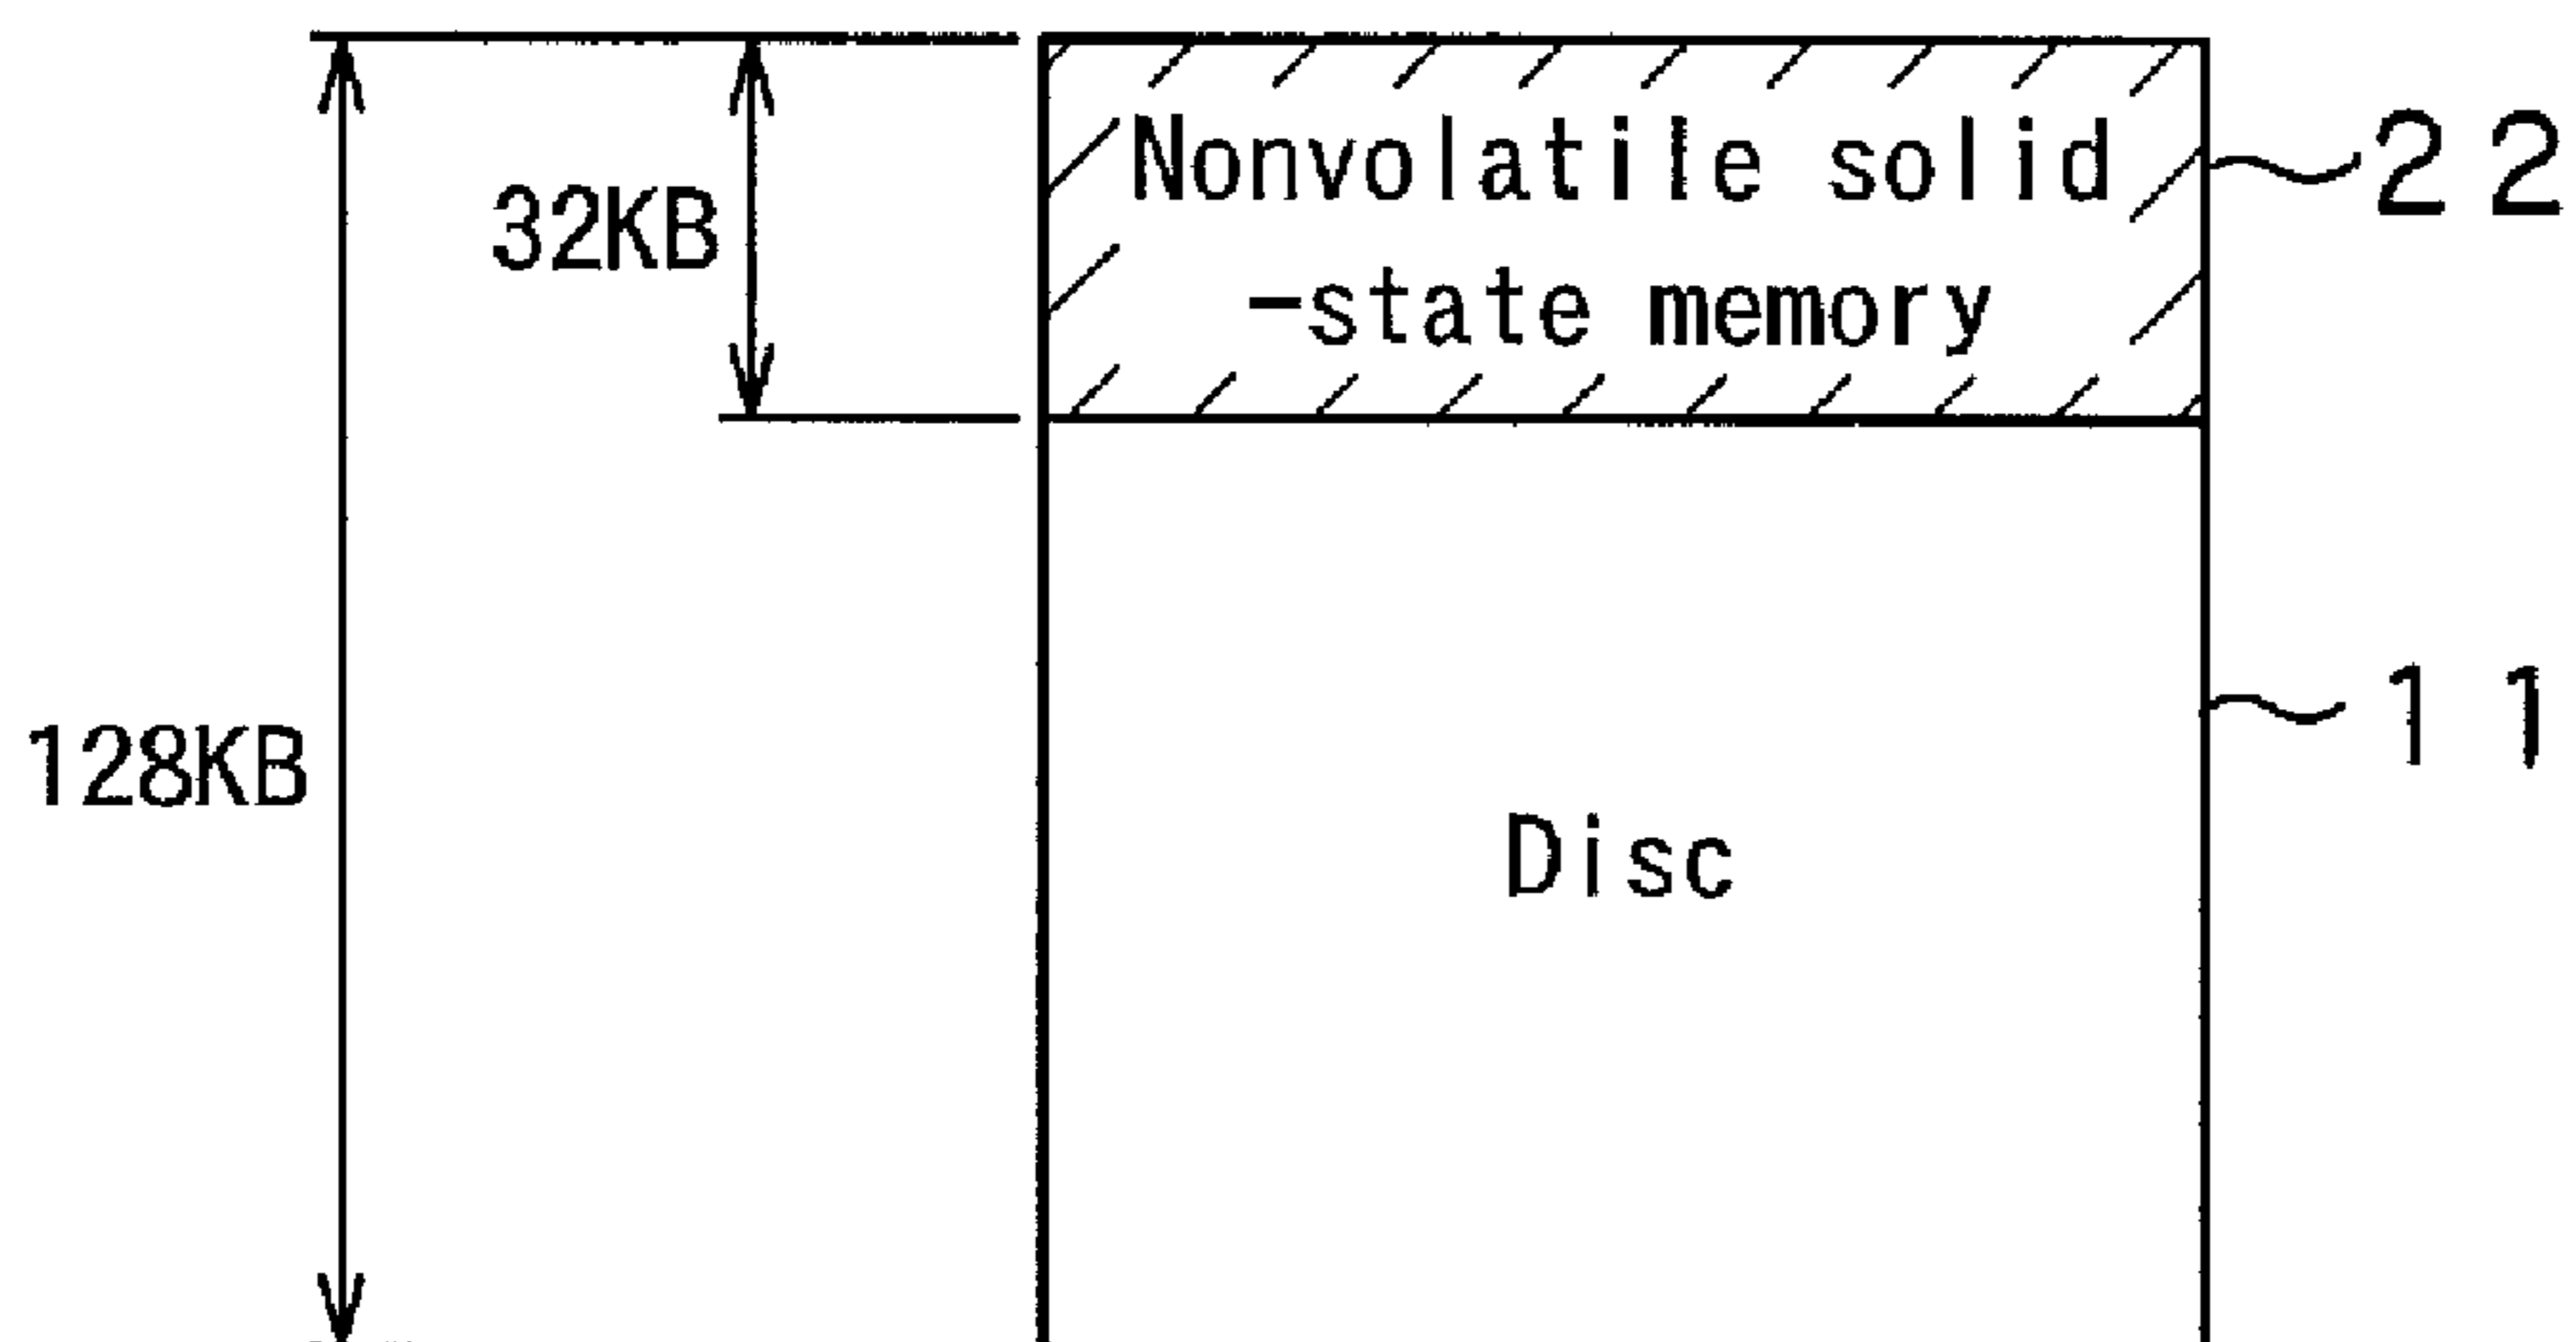 Nonvolatile solid
22
-state memory
32KB
11
128KB
Disc